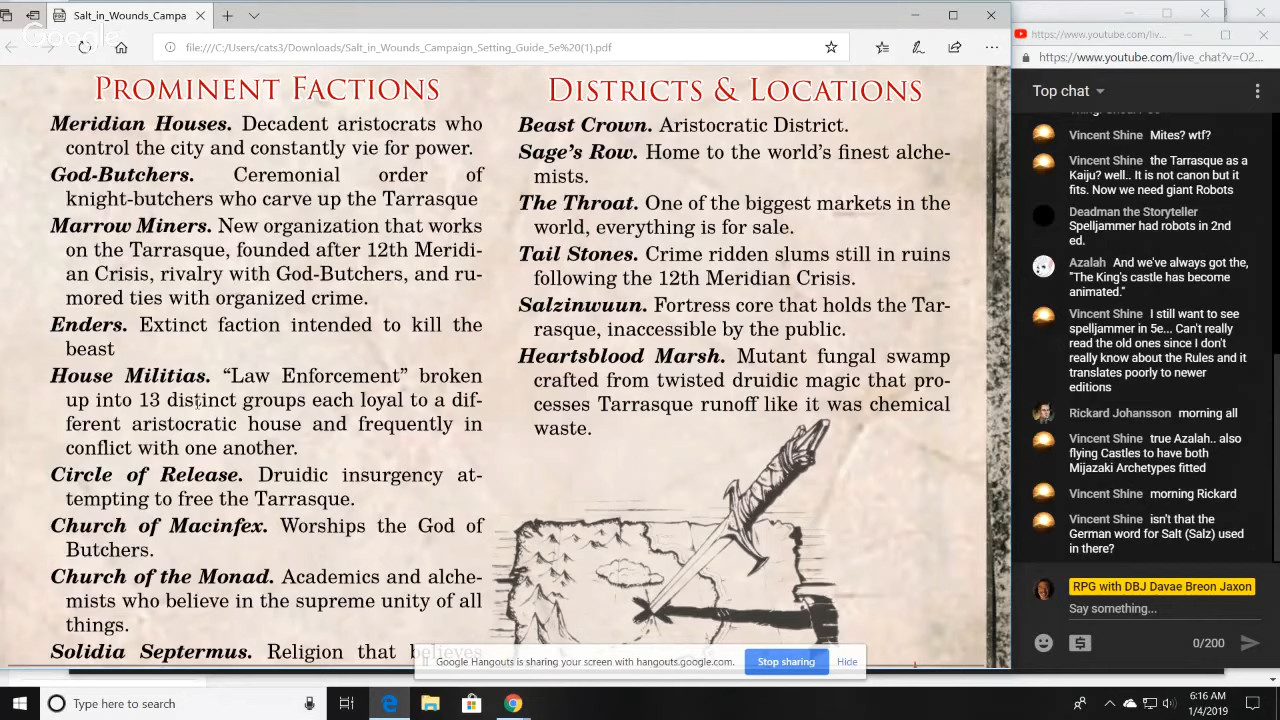 Salt_in_Wounds_Campa
Google
file:///C:/Users/cats3/Downloads/Salt_in_Wounds_Campaign_Setting_Guide_5e%20(1).pdf
PROMINENT FACTIONS
Meridian Houses. Decadent aristocrats who
control the city and constantly vie for power.
God-Butchers. Ceremonial order of
knight-butchers who carve up the Tarrasque
Marrow Miners. New organization that works
on the Tarrasque, founded after 12th Meridi-
an Crisis, rivalry with God-Butchers, and ru-
mored ties with organized crime.
Enders. Extinct faction intended to kill the
beast
House Militias. “Law Enforcement” broken
up into 13 distinct groups each loyal to a dif-
ferent aristocratic house and frequently in
conflict with one another.
Circle of Release. Druidic insurgency at-
tempting to free the Tarrasque.
Church of Macinfex. Worships the God of
Butchers.
Church of the Monad. Academics and alche-
mists who believe in the supreme unity of all
things.
Solidia Septermus. Religion that believes
DISTRICTS & LOCATIONS
Beast Crown. Aristocratic District.
Sage's Row. Home to the world's finest alche-
mists.
The Throat. One of the biggest markets in the
world, everything is for sale.
Tail Stones. Crime ridden slums still in ruins
following the 12th Meridian Crisis.
Salzinwuun. Fortress core that holds the Tar-
rasque, inaccessible by the public.
Heartsblood Marsh. Mutant fungal swamp
crafted from twisted druidic magic that pro-
cesses Tarrasque runoff like it was chemical
waste.
Google Hangouts is sharing your screen with hangouts.google.com.
Stop sharing
Hide
https://www.youtube.com/liv...
https://www.youtube.com/live_chat?v=O2...
Top chat
Vincent Shine Mites? wtf?
Vincent Shine the Tarrasque as a
Kaiju? well.. It is not canon but it
fits. Now we need giant Robots
Deadman the Storyteller
Spelljammer had robots in 2nd
ed.
Azalah And we've always got the,
"The King's castle has become
animated."
Vincent Shine I still want to see
spelljammer in 5e... Can't really
read the old ones since I don't
really know about the Rules and it
translates poorly to newer
editions
Rickard Johansson morning all
Vincent Shine true Azalah.. also
flying Castles to have both
Mijazaki Archetypes fitted
Vincent Shine morning Rickard
Vincent Shine isn't that the
German word for Salt (Salz) used
in there?
RPG with DBJ Davae Breon Jaxon
Say something...
0/200
Type here to search
6:16 AM
1/4/2019